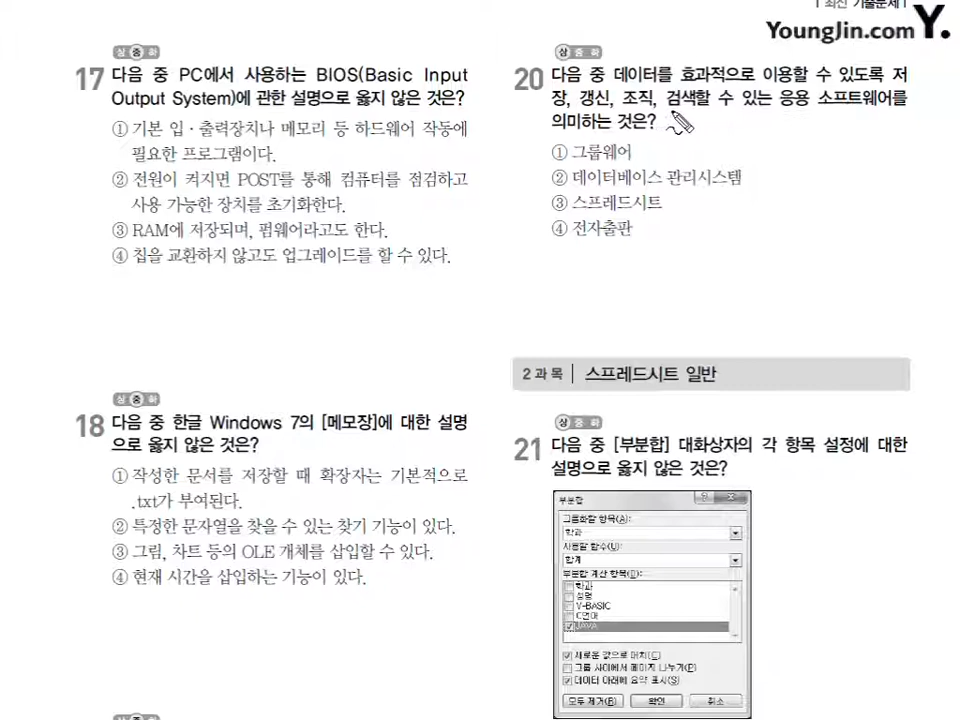 | 최신 기출문제 |
YoungJin.com Y.
상 중 하
17 다음 중 PC에서 사용하는 BIOS(Basic Input
Output System)에 관한 설명으로 옳지 않은 것은?
① 기본 입·출력장치나 메모리 등 하드웨어 작동에
필요한 프로그램이다.
② 전원이 켜지면 POST를 통해 컴퓨터를 점검하고
사용 가능한 장치를 초기화한다.
③ RAM에 저장되며, 펌웨어라고도 한다.
④ 칩을 교환하지 않고도 업그레이드를 할 수 있다.
상 중 하
18 다음 중 한글 Windows 7의 [메모장]에 대한 설명
으로 옳지 않은 것은?
① 작성한 문서를 저장할 때 확장자는 기본적으로
.txt가 부여된다.
② 특정한 문자열을 찾을 수 있는 찾기 기능이 있다.
③ 그림, 차트 등의 OLE 개체를 삽입할 수 있다.
④ 현재 시간을 삽입하는 기능이 있다.
상 중 하
상 중 하
20 다음 중 데이터를 효과적으로 이용할 수 있도록 저
장, 갱신, 조직, 검색할 수 있는 응용 소프트웨어를
의미하는 것은?
① 그룹웨어
② 데이터베이스 관리시스템
③ 스프레드시트
④ 전자출판
2과목 | 스프레드시트 일반
상 중 하
21 다음 중 [부분합] 대화상자의 각 항목 설정에 대한
설명으로 옳지 않은 것은?
부분합
그룹화할 항목(A):
학과
사용할 함수(U):
합계
부분합 계산 항목(D):
학과
성명
V-BASIC
C언어
JAVA
새로운 값으로 대치(C)
그룹 사이에서 페이지 나누기(P)
데이터 아래에 요약 표시(S)
모두 제거(R) 확인 취소